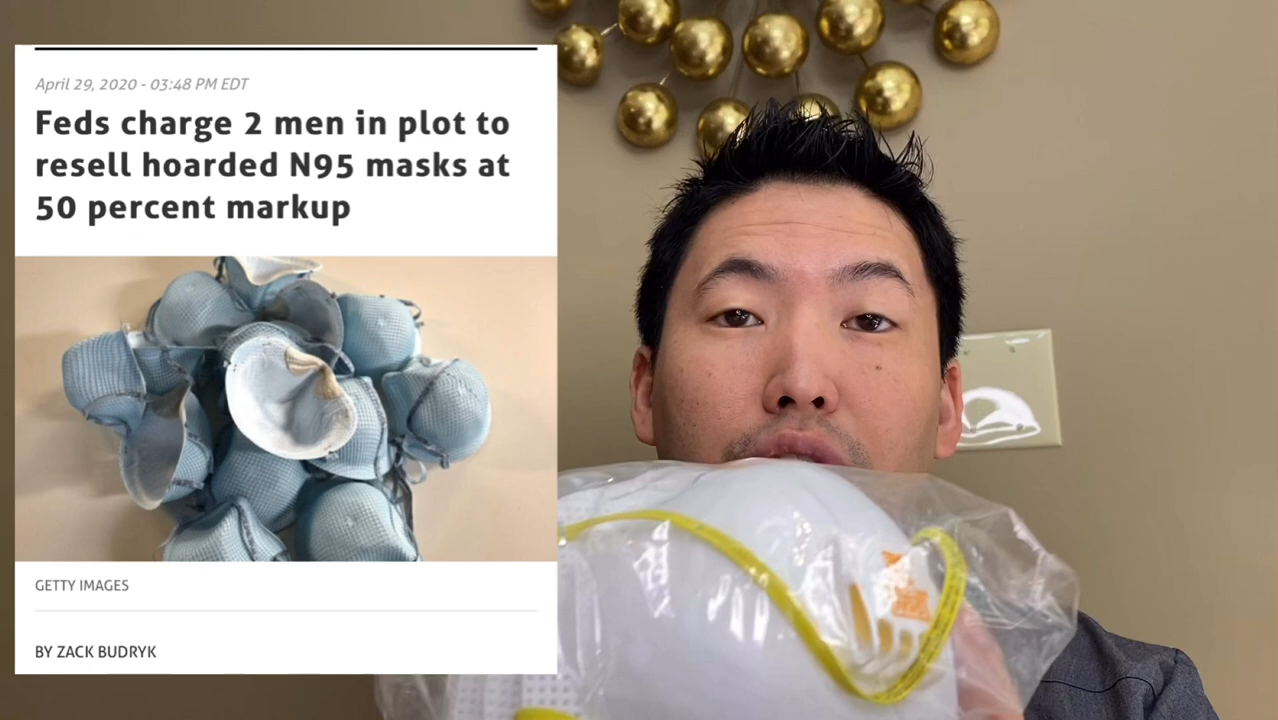 April 29, 2020 - 03:48 PM EDT
Feds charge 2 men in plot to
resell hoarded N95 masks at
50 percent markup
GETTY IMAGES
BY ZACK BUDRYK